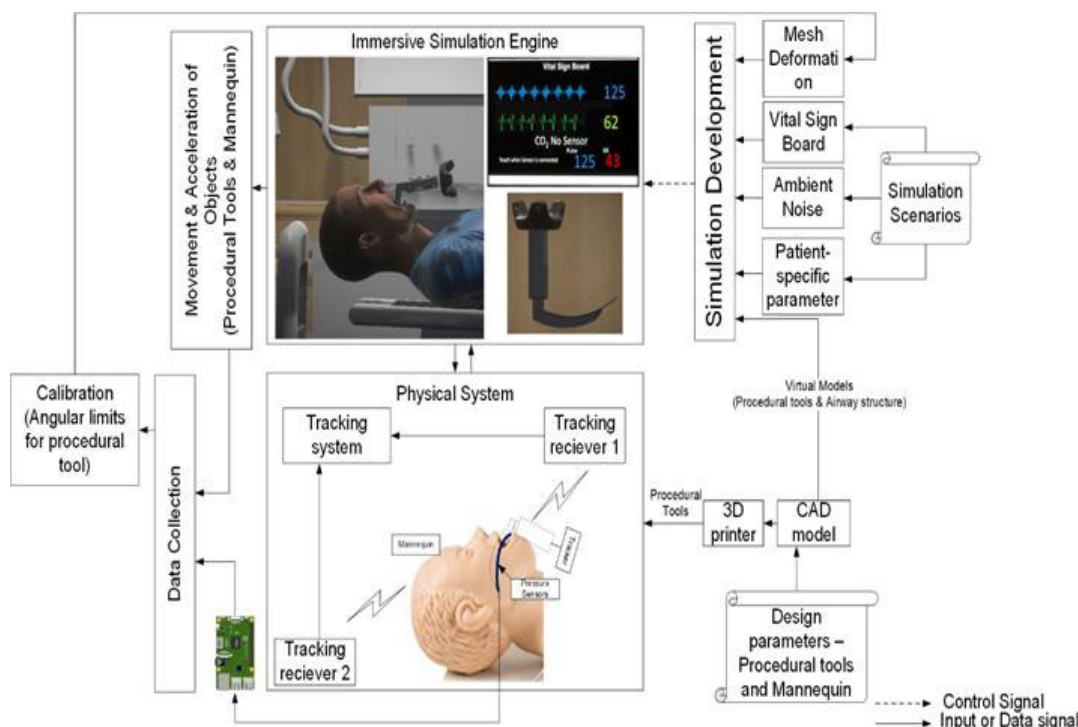 Immersive Simulation Engine
Vital Sign Board
125
62
CO2 No Sensor
Pulse
125
43
Movement & Acceleration of
Objects
(Procedural Tools & Mannequin)
Simulation Development
Mesh
Deformati
on
Vital Sign
Board
Ambient
Noise
Patient-
specific
parameter
Simulation
Scenarios
Calibration
(Angular limits
for procedural
tool)
Data Collection
Physical System
Tracking
system
Tracking
reciever 1
Mannequin
Tracker
Pressure
Sensors
Tracking
reciever 2
Virtual Models
(Procedural tools & Airway structure)
Procedural
Tools
3D
printer
CAD
model
Design
parameters –
Procedural tools
and Mannequin
Control Signal
Input or Data signal